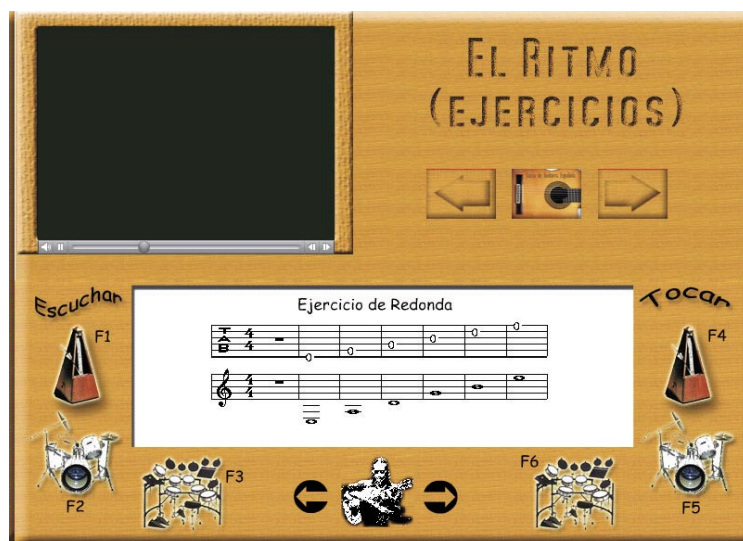 EL RITMO
(EJERCICIOS)
Escuchar
Tocar
Ejercicio de Redonda
F1
F4
T
A
B
4
4
4
4
F3
F6
F2
F5